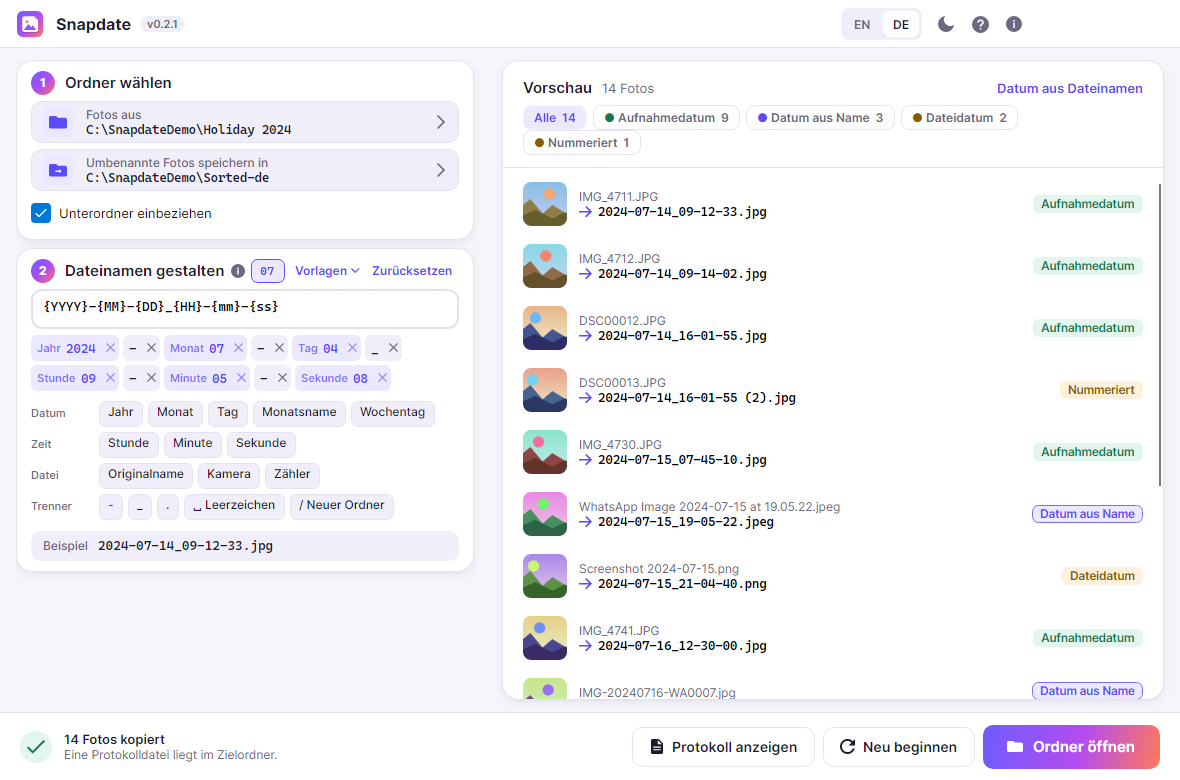 Snapdate v0.2.1 EN DE
1 Ordner wählen
Fotos aus
C:\SnapdateDemo\Holiday 2024
Umbenannte Fotos speichern in
C:\SnapdateDemo\Sorted-de
Unterordner einbeziehen
2 Dateinamen gestalten 07 Vorlagen Zurücksetzen
{YYYY}-{MM}-{DD}_{HH}-{mm}-{ss}
Jahr 2024 × - × Monat 07 × - × Tag 04 × _ ×
Stunde 09 × - × Minute 05 × - × Sekunde 08 ×
Datum Jahr Monat Tag Monatsname Wochentag
Zeit Stunde Minute Sekunde
Datei Originalname Kamera Zähler
Trenner - _ . ␣ Leerzeichen / Neuer Ordner
Beispiel 2024-07-14_09-12-33.jpg
Vorschau 14 Fotos Datum aus Dateinamen
Alle 14 Aufnahmedatum 9 Datum aus Name 3 Dateidatum 2
Nummeriert 1
IMG_4711.JPG
→ 2024-07-14_09-12-33.jpg Aufnahmedatum
IMG_4712.JPG
→ 2024-07-14_09-14-02.jpg Aufnahmedatum
DSC00012.JPG
→ 2024-07-14_16-01-55.jpg Aufnahmedatum
DSC00013.JPG
→ 2024-07-14_16-01-55 (2).jpg Nummeriert
IMG_4730.JPG
→ 2024-07-15_07-45-10.jpg Aufnahmedatum
WhatsApp Image 2024-07-15 at 19.05.22.jpeg
→ 2024-07-15_19-05-22.jpeg Datum aus Name
Screenshot 2024-07-15.png
→ 2024-07-15_21-04-40.png Dateidatum
IMG_4741.JPG
→ 2024-07-16_12-30-00.jpg Aufnahmedatum
IMG-20240716-WA0007.jpg Datum aus Name
14 Fotos kopiert
Eine Protokolldatei liegt im Zielordner.
Protokoll anzeigen Neu beginnen Ordner öffnen